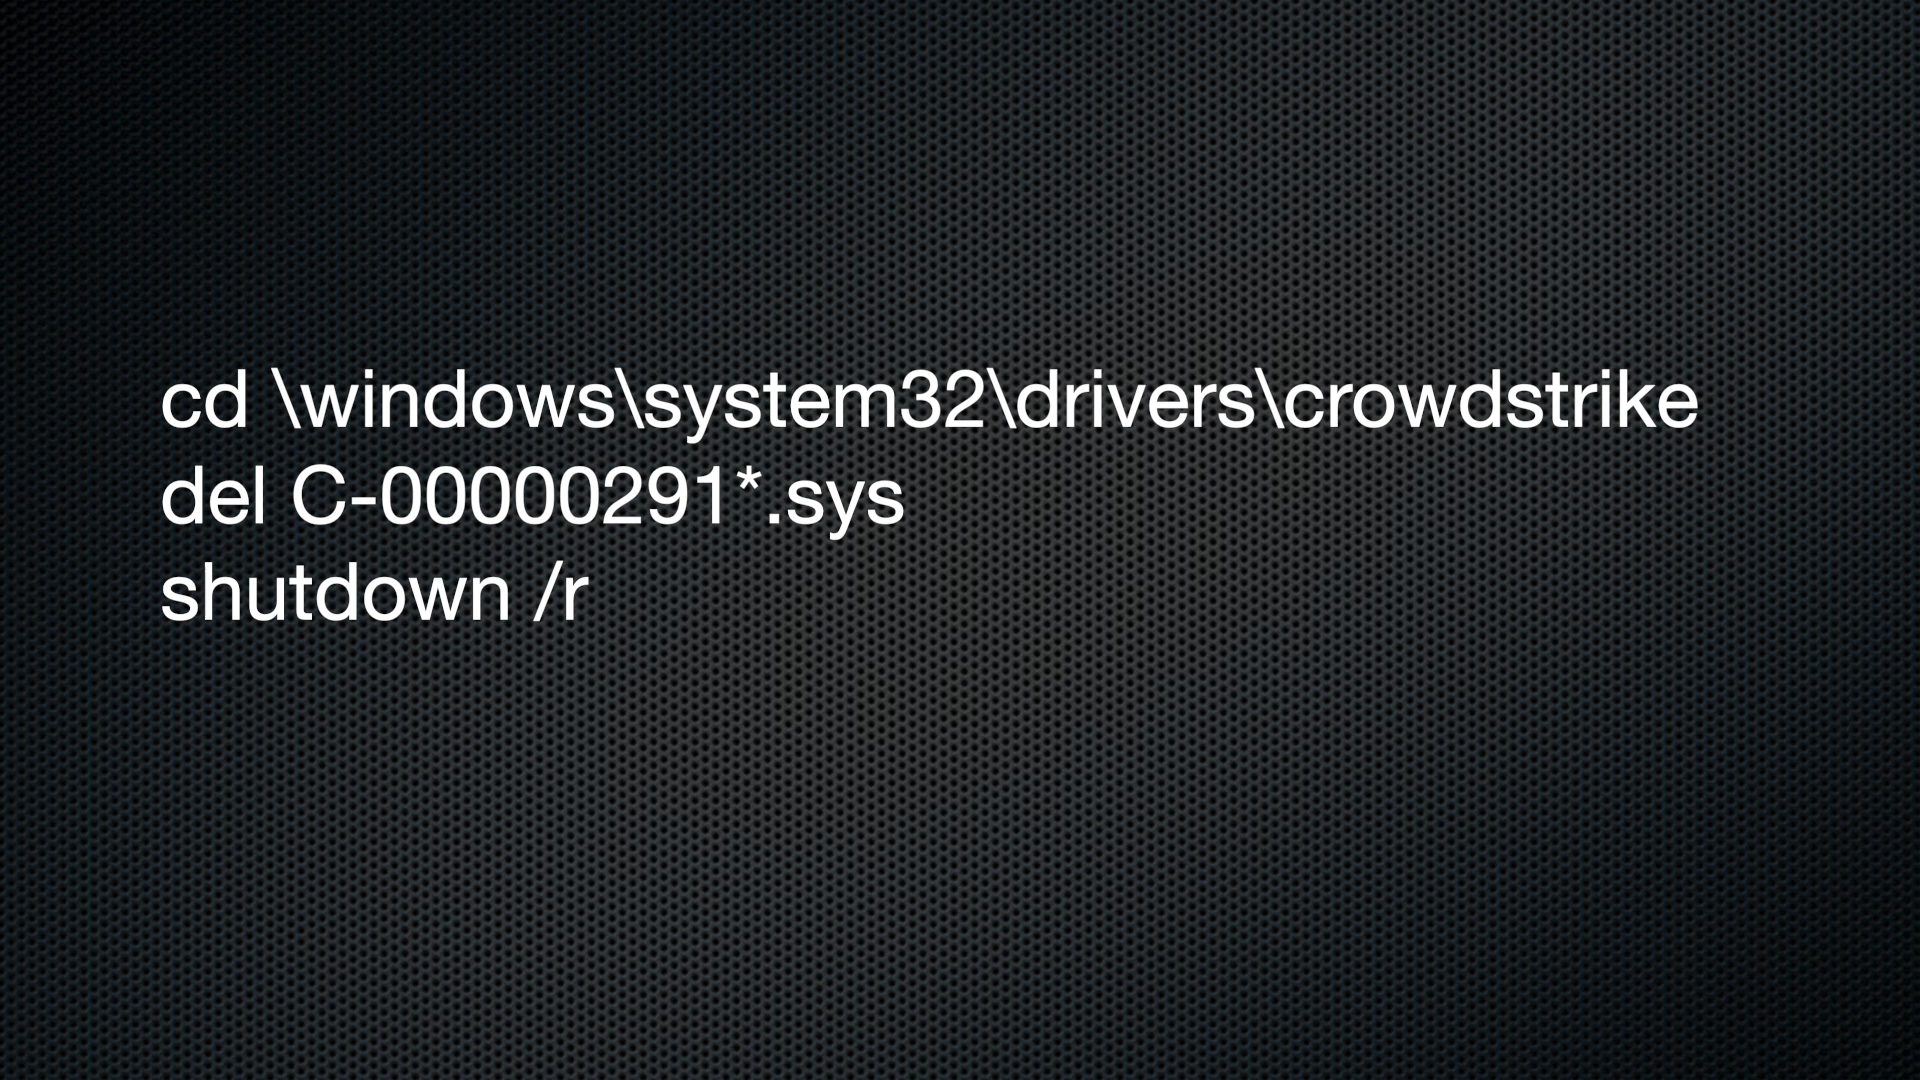 cd \windows\system32\drivers\crowdstrike
del C-00000291*.sys
shutdown /r